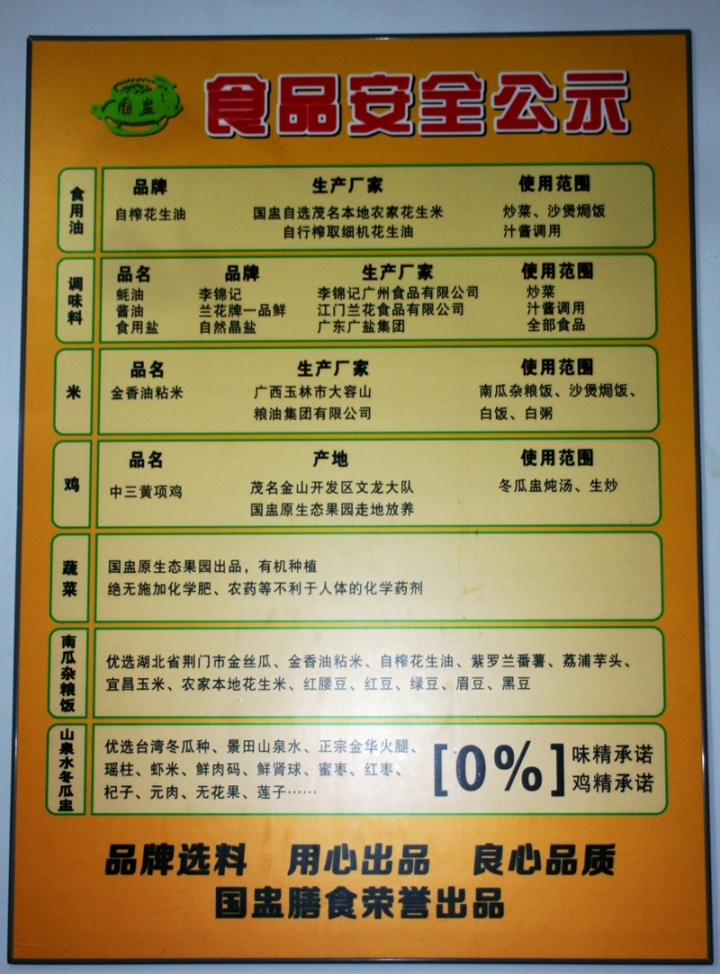 国盅
食品安全公示
食用油
品牌 生产厂家 使用范围
自榨花生油 国盅自选茂名本地农家花生米 炒菜、沙煲焗饭
自行榨取细机花生油 汁酱调用
调味料
品名 品牌 生产厂家 使用范围
蚝油 李锦记 李锦记广州食品有限公司 炒菜
酱油 兰花牌一品鲜 江门兰花食品有限公司 汁酱调用
食用盐 自然晶盐 广东广盐集团 全部食品
米
品名 生产厂家 使用范围
金香油粘米 广西玉林市大容山 南瓜杂粮饭、沙煲焗饭、
粮油集团有限公司 白饭、白粥
鸡
品名 产地 使用范围
中三黄项鸡 茂名金山开发区文龙大队 冬瓜盅炖汤、生炒
国盅原生态果园走地放养
蔬菜
国盅原生态果园出品，有机种植
绝无施加化学肥、农药等不利于人体的化学药剂
南瓜杂粮饭
优选湖北省荆门市金丝瓜、金香油粘米、自榨花生油、紫罗兰番薯、荔浦芋头、
宜昌玉米、农家本地花生米、红腰豆、红豆、绿豆、眉豆、黑豆
山泉水冬瓜盅
优选台湾冬瓜种、景田山泉水、正宗金华火腿、
瑶柱、虾米、鲜肉码、鲜肾球、蜜枣、红枣、
杞子、元肉、无花果、莲子……
[0%] 味精承诺
鸡精承诺
品牌选料 用心出品 良心品质
国盅膳食荣誉出品